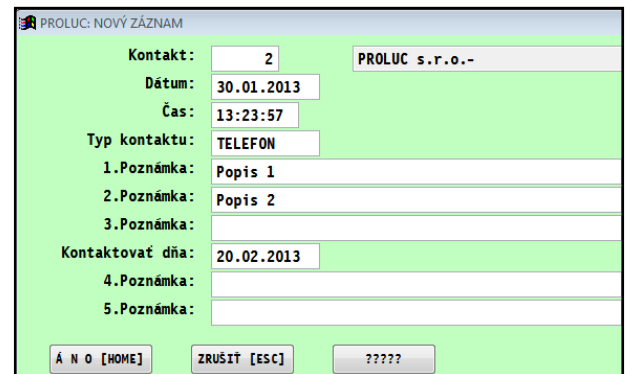 PROLUC: NOVÝ ZÁZNAM
Kontakt: 2 PROLUC s.r.o.-
Dátum: 30.01.2013
Čas: 13:23:57
Typ kontaktu: TELEFON
1.Poznámka: Popis 1
2.Poznámka: Popis 2
3.Poznámka:
Kontaktovať dňa: 20.02.2013
4.Poznámka:
5.Poznámka:
Á N O [HOME] ZRUŠIŤ [ESC] ?????